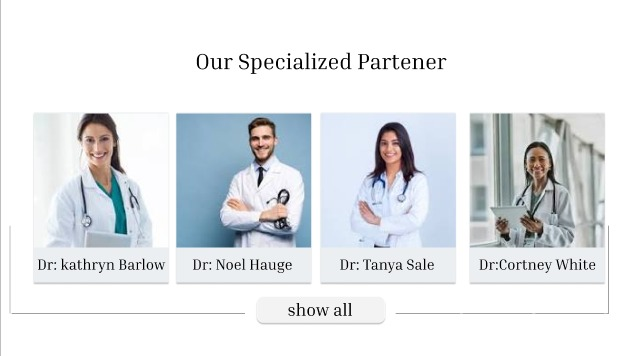 Our Specialized Partener
Dr: kathryn Barlow
Dr: Noel Hauge
Dr: Tanya Sale
Dr:Cortney White
show all